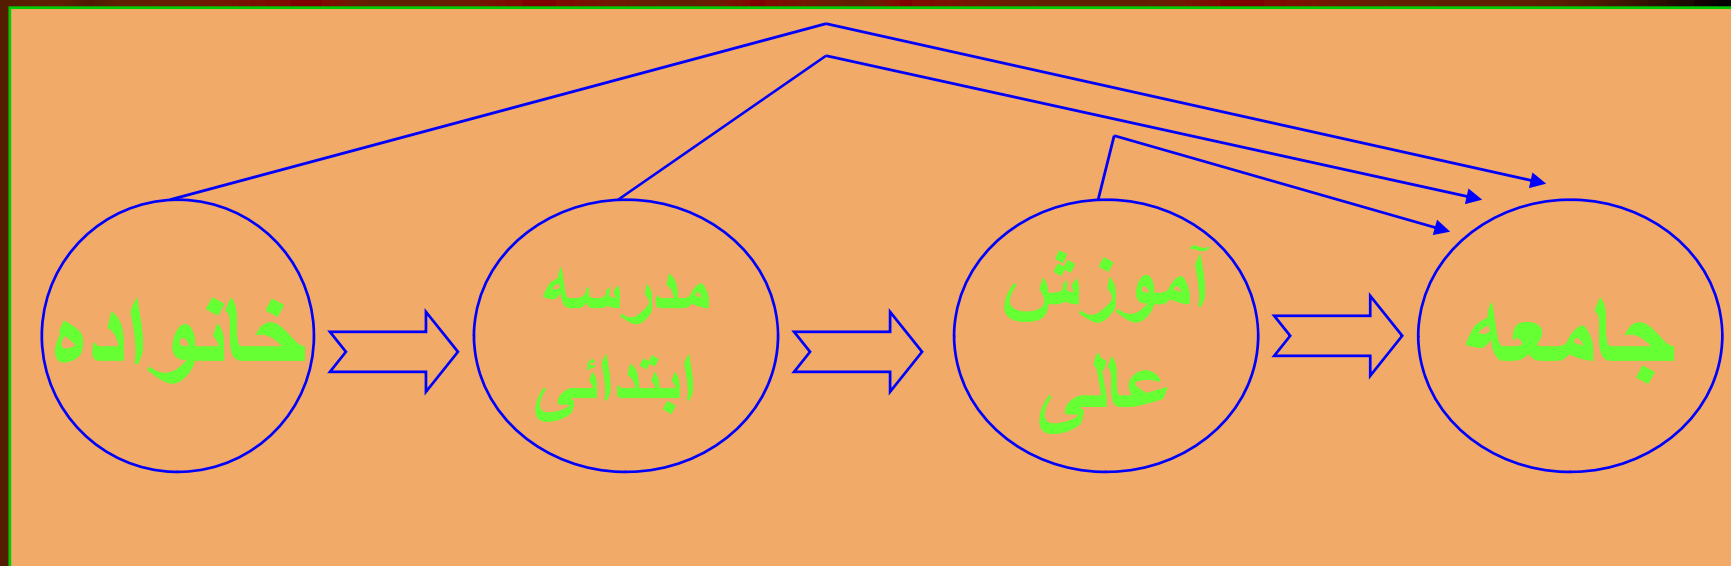 خانواده
مدرسه
ابتدائی
آموزش
عالی
جامعه